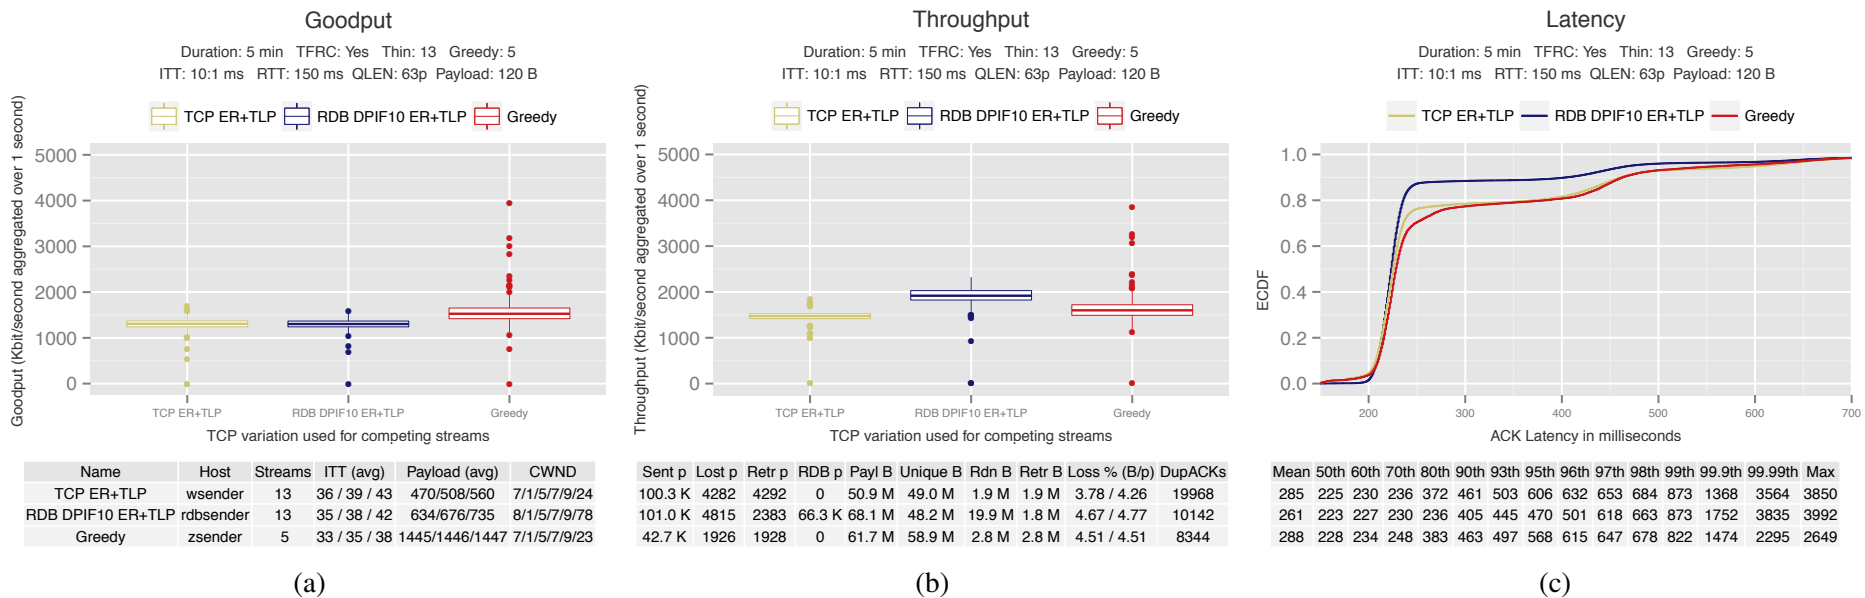 Goodput
Duration: 5 min TFRC: Yes Thin: 13 Greedy: 5
ITT: 10:1 ms RTT: 150 ms QLEN: 63p Payload: 120 B
TCP ER+TLP RDB DPIF10 ER+TLP Greedy
Goodput (Kbit/second aggregated over 1 second)
5000
4000
3000
2000
1000
0
TCP ER+TLP RDB DPIF10 ER+TLP Greedy
TCP variation used for competing streams
Name Host Streams ITT (avg) Payload (avg) CWND
TCP ER+TLP wsender 13 36 / 39 / 43 470/508/560 7/1/5/7/9/24
RDB DPIF10 ER+TLP rdbsender 13 35 / 38 / 42 634/676/735 8/1/5/7/9/78
Greedy zsender 5 33 / 35 / 38 1445/1446/1447 7/1/5/7/9/23
(a)
Throughput
Duration: 5 min TFRC: Yes Thin: 13 Greedy: 5
ITT: 10:1 ms RTT: 150 ms QLEN: 63p Payload: 120 B
TCP ER+TLP RDB DPIF10 ER+TLP Greedy
Throughput (Kbit/second aggregated over 1 second)
5000
4000
3000
2000
1000
0
TCP ER+TLP RDB DPIF10 ER+TLP Greedy
TCP variation used for competing streams
Sent p Lost p Retr p RDB p Payl B Unique B Rdn B Retr B Loss % (B/p) DupACKs
100.3 K 4282 4292 0 50.9 M 49.0 M 1.9 M 1.9 M 3.78 / 4.26 19968
101.0 K 4815 2383 66.3 K 68.1 M 48.2 M 19.9 M 1.8 M 4.67 / 4.77 10142
42.7 K 1926 1928 0 61.7 M 58.9 M 2.8 M 2.8 M 4.51 / 4.51 8344
(b)
Latency
Duration: 5 min TFRC: Yes Thin: 13 Greedy: 5
ITT: 10:1 ms RTT: 150 ms QLEN: 63p Payload: 120 B
TCP ER+TLP RDB DPIF10 ER+TLP Greedy
ECDF
1.0
0.8
0.6
0.4
0.2
0.0
200 300 400 500 600 700
ACK Latency in milliseconds
Mean 50th 60th 70th 80th 90th 93th 95th 96th 97th 98th 99th 99.9th 99.99th Max
285 225 230 236 372 461 503 606 632 653 684 873 1368 3564 3850
261 223 227 230 236 405 445 470 501 618 663 873 1752 3835 3992
288 228 234 248 383 463 497 568 615 647 678 822 1474 2295 2649
(c)